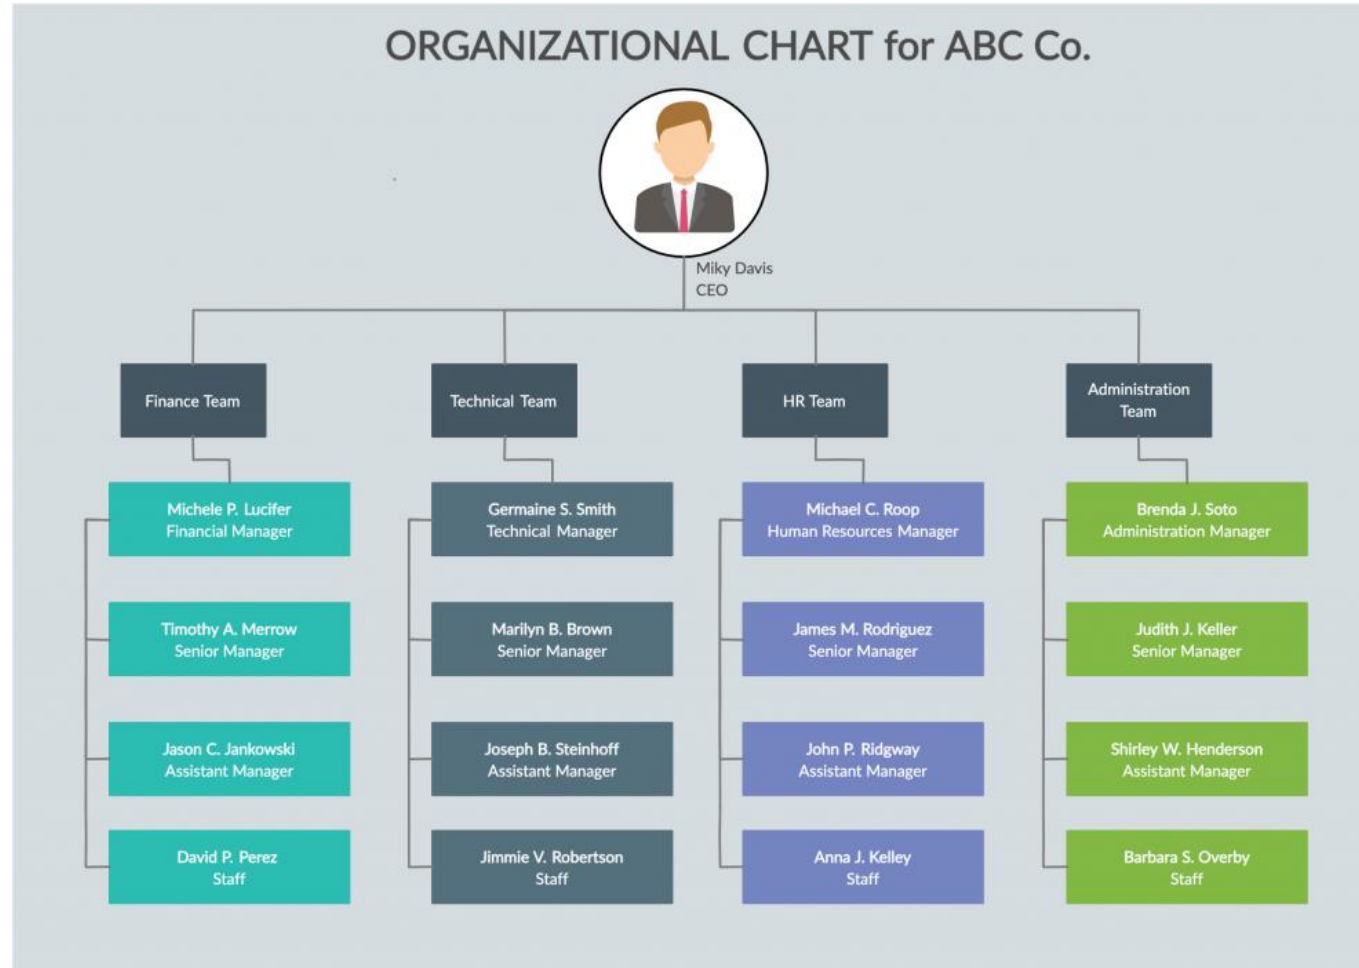 ORGANIZATIONAL CHART for ABC Co.
Miky Davis
CEO
Finance Team
Technical Team
HR Team
Administration
Team
Michele P. Lucifer
Financial Manager
Germaine S. Smith
Technical Manager
Michael C. Roop
Human Resources Manager
Brenda J. Soto
Administration Manager
Timothy A. Merrow
Senior Manager
Marilyn B. Brown
Senior Manager
James M. Rodriguez
Senior Manager
Judith J. Keller
Senior Manager
Jason C. Jankowski
Assistant Manager
Joseph B. Steinhoff
Assistant Manager
John P. Ridgway
Assistant Manager
Shirley W. Henderson
Assistant Manager
David P. Perez
Staff
Jimmie V. Robertson
Staff
Anna J. Kelley
Staff
Barbara S. Overby
Staff